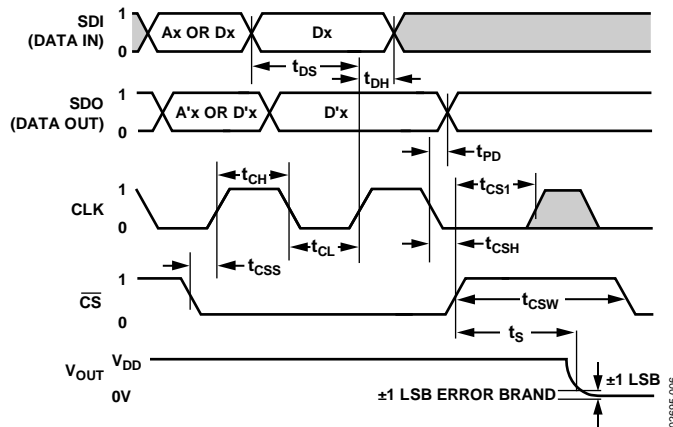 SDI
(DATA IN)
1
0
Ax OR Dx
Dx
tDS
tDH
SDO
(DATA OUT)
1
0
A'x OR D'x
D'x
tPD
CLK
1
0
tCH
tCL
tCS1
tCSH
tCSS
CS
1
0
tCSW
tS
VOUT
VDD
0V
±1 LSB
±1 LSB ERROR BRAND
02695-006